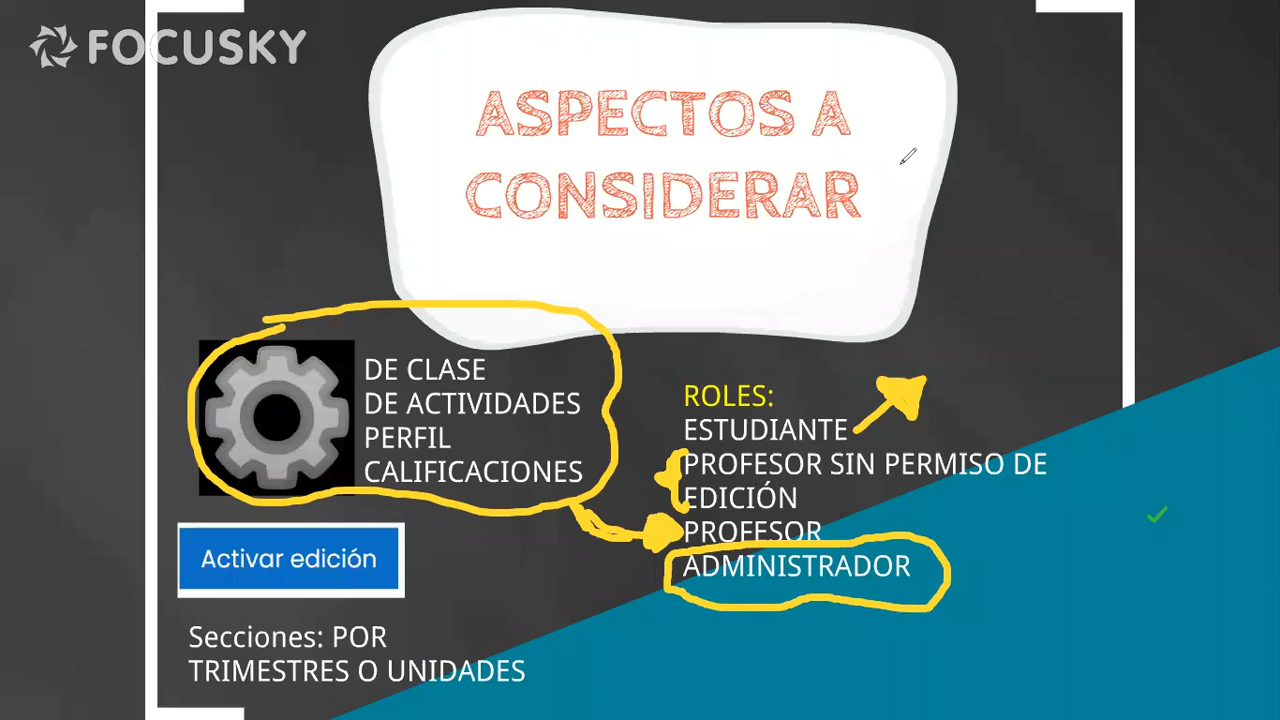 FOCUSKY
ASPECTOS A
CONSIDERAR
DE CLASE
DE ACTIVIDADES
PERFIL
CALIFICACIONES
Activar edición
Secciones: POR
TRIMESTRES O UNIDADES
ROLES:
ESTUDIANTE
PROFESOR SIN PERMISO DE
EDICIÓN
PROFESOR
ADMINISTRADOR